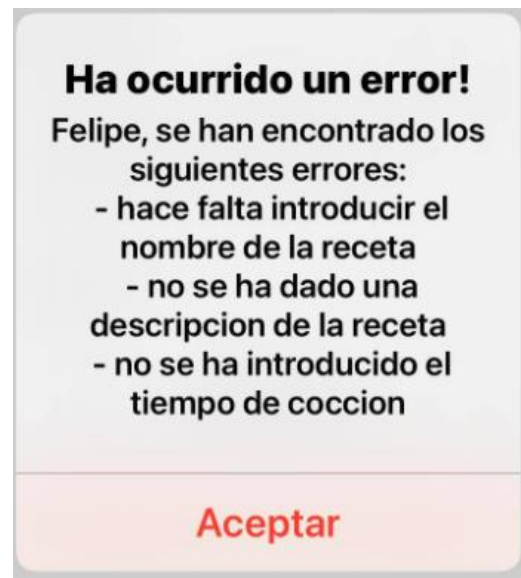 Ha ocurrido un error!
Felipe, se han encontrado los
siguientes errores:
- hace falta introducir el
nombre de la receta
- no se ha dado una
descripcion de la receta
- no se ha introducido el
tiempo de coccion
Aceptar